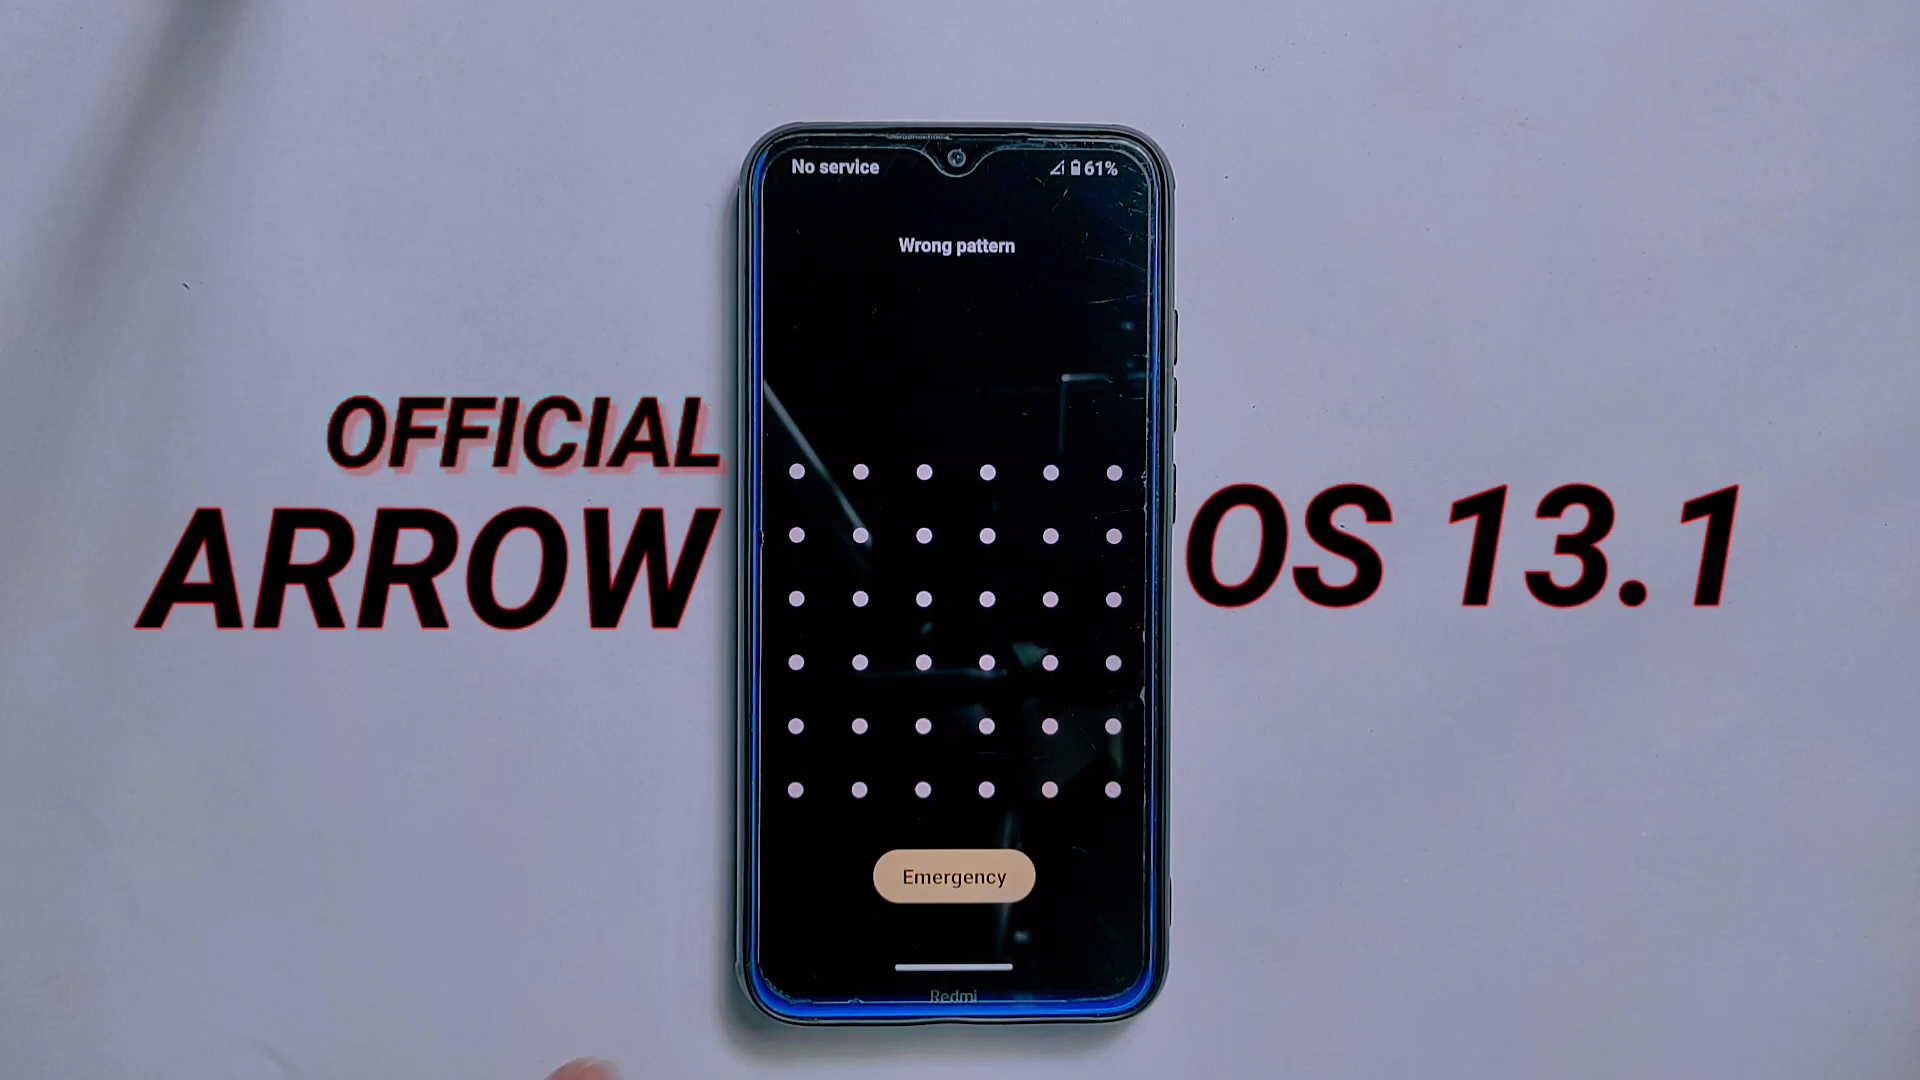 No service
61%
Wrong pattern
OFFICIAL
ARROW
OS 13.1
Emergency
Redmi